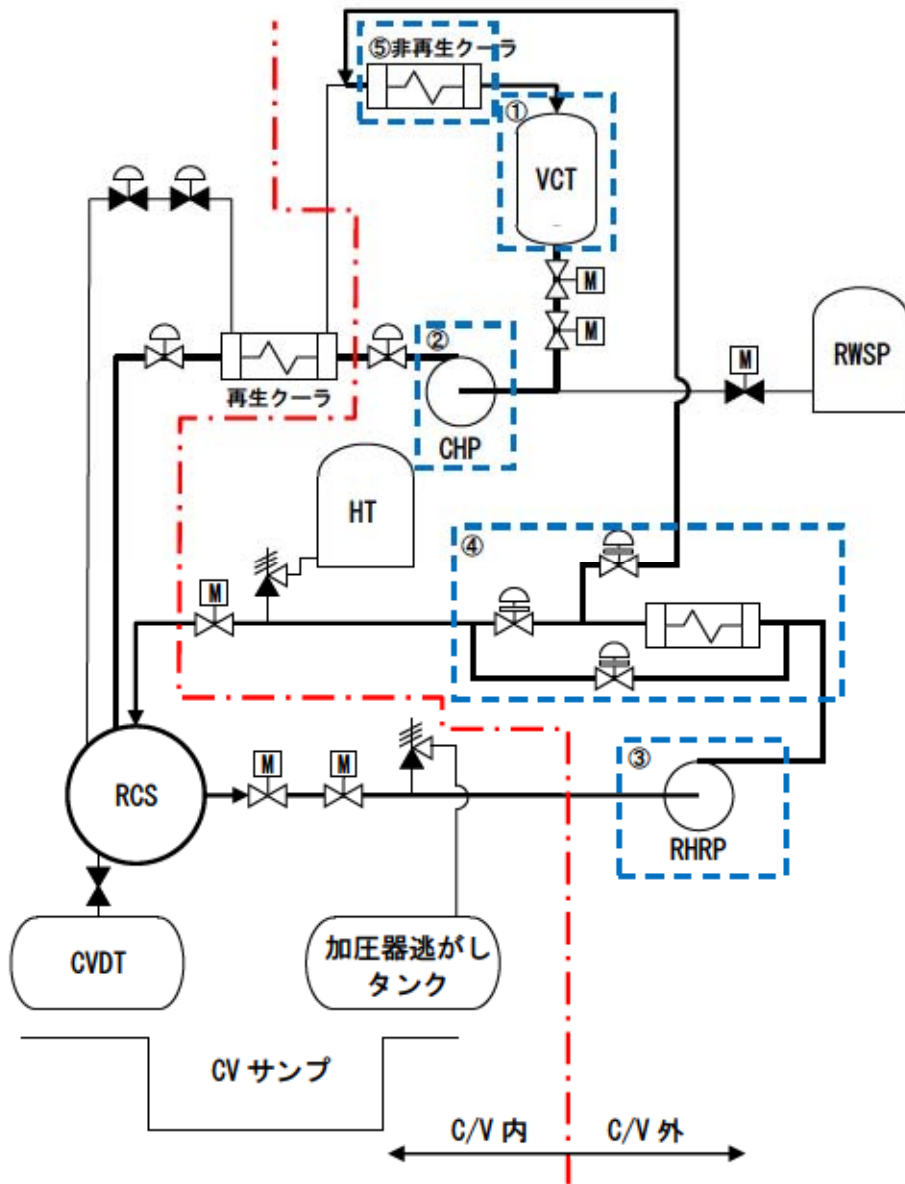 ⑤非再生クーラ
①
VCT
M
M
②
CHP
再生クーラ
M
RWSP
HT
④
M
M
M
③
RCS
RHRP
CVDT
加圧器逃がし
タンク
CV サンプ
C/V 内
C/V 外